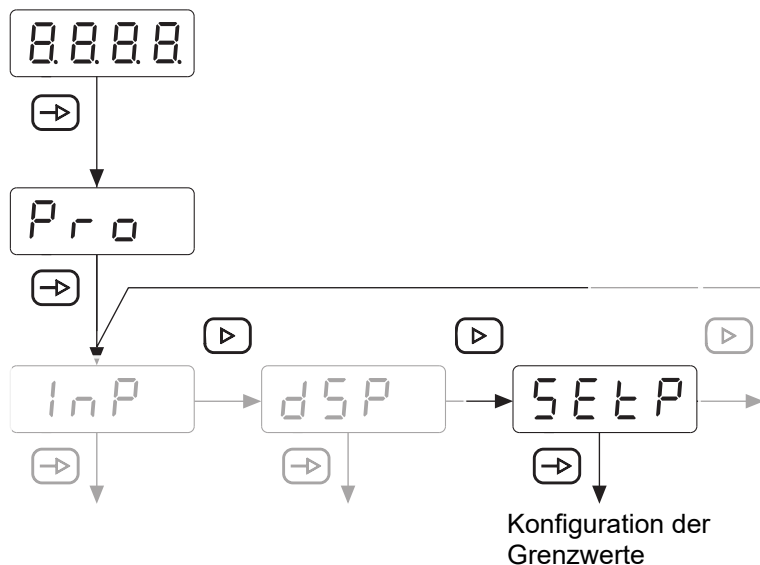 8.8.8.8.
Pro
InP
dSP
SEtP
Konfiguration der
Grenzwerte